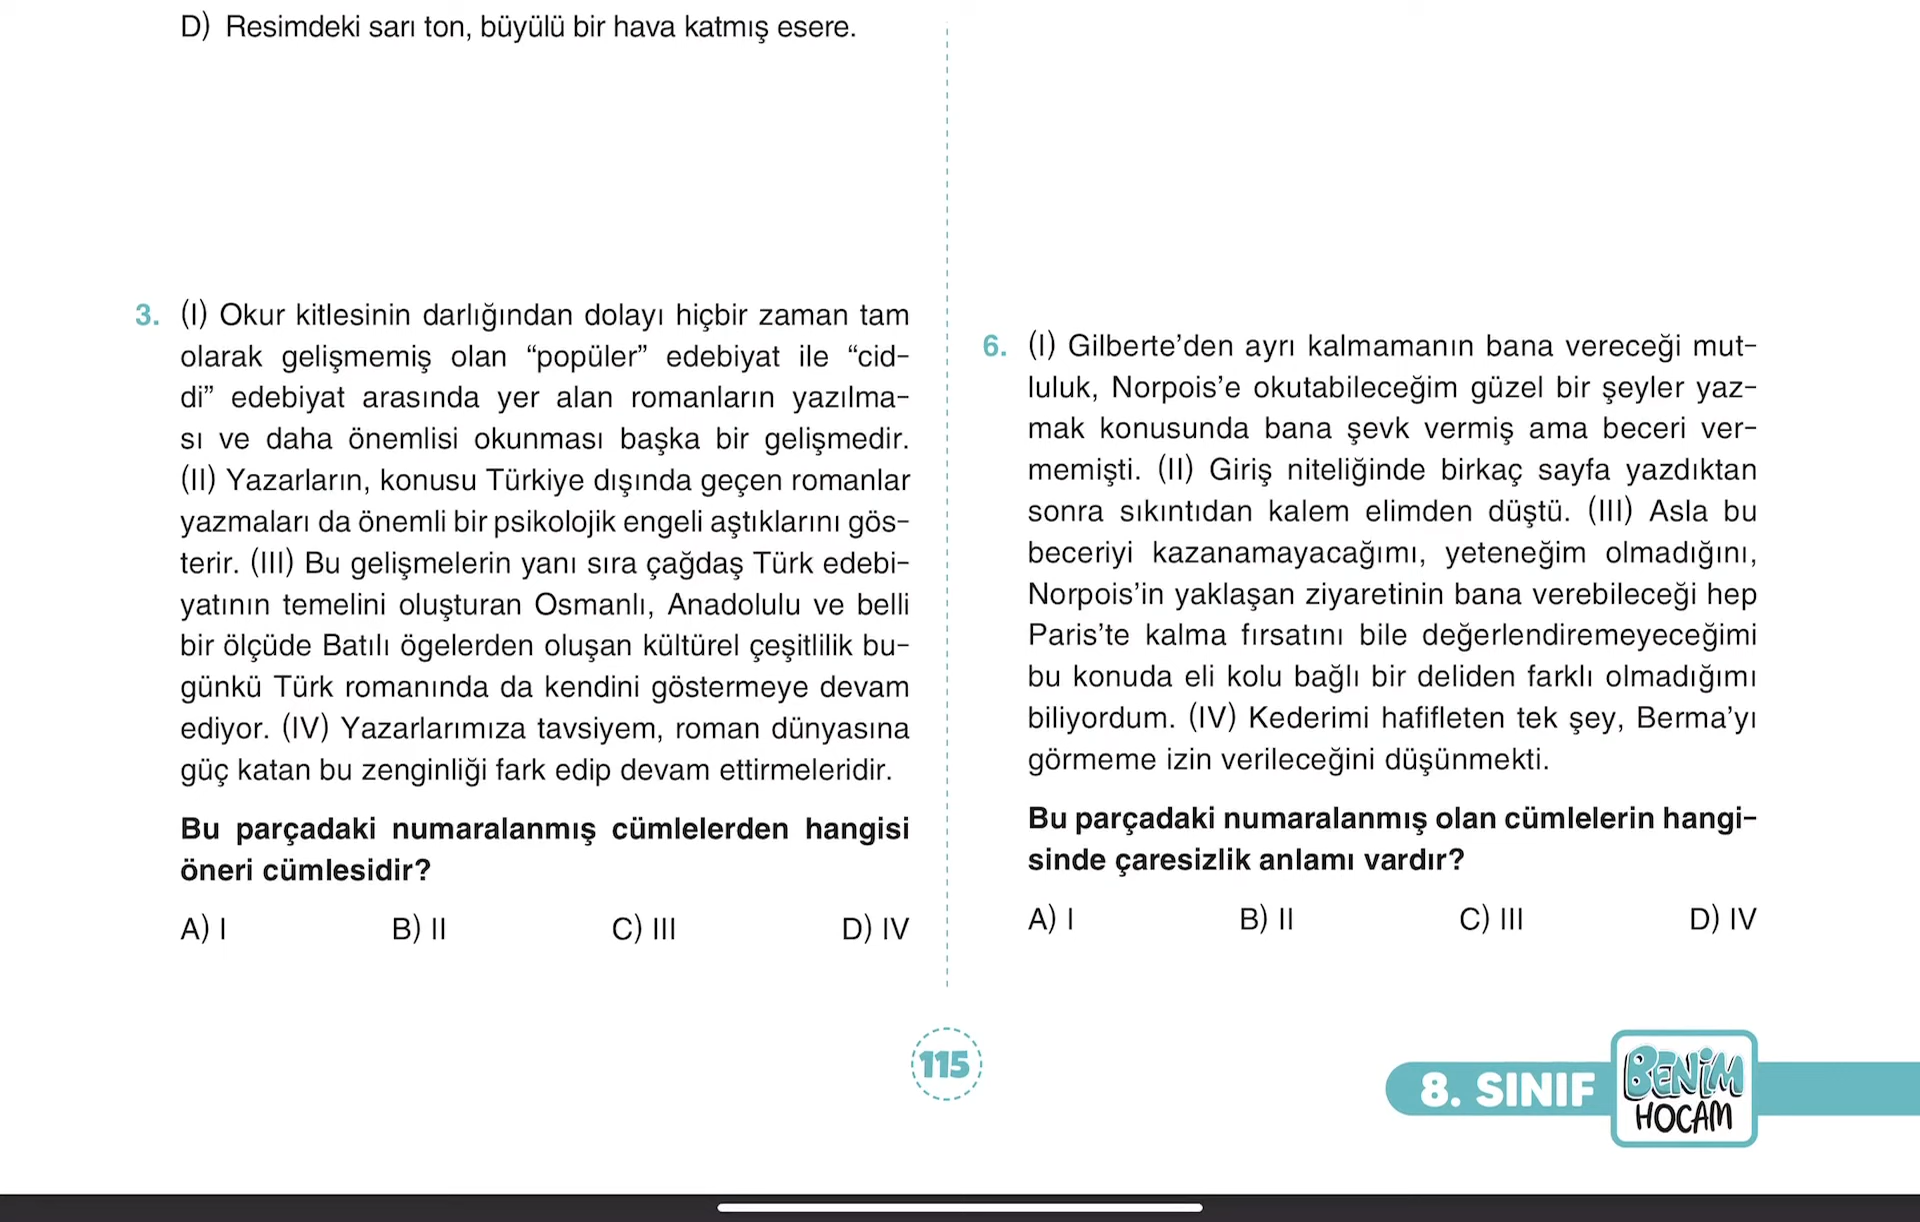 D) Resimdeki sarı ton, büyülü bir hava katmış esere.
3. (I) Okur kitlesinin darlığından dolayı hiçbir zaman tam
olarak gelişmemiş olan “popüler” edebiyat ile “cid-
di” edebiyat arasında yer alan romanların yazılma-
sı ve daha önemlisi okunması başka bir gelişmedir.
(II) Yazarların, konusu Türkiye dışında geçen romanlar
yazmaları da önemli bir psikolojik engeli aştıklarını gös-
terir. (III) Bu gelişmelerin yanı sıra çağdaş Türk edebi-
yatının temelini oluşturan Osmanlı, Anadolulu ve belli
bir ölçüde Batılı ögelerden oluşan kültürel çeşitlilik bu-
günkü Türk romanında da kendini göstermeye devam
ediyor. (IV) Yazarlarımıza tavsiyem, roman dünyasına
güç katan bu zenginliği fark edip devam ettirmeleridir.
Bu parçadaki numaralanmış cümlelerden hangisi
öneri cümlesidir?
A) I B) II C) III D) IV
6. (I) Gilberte’den ayrı kalmamanın bana vereceği mut-
luluk, Norpois’e okutabileceğim güzel bir şeyler yaz-
mak konusunda bana şevk vermiş ama beceri ver-
memişti. (II) Giriş niteliğinde birkaç sayfa yazdıktan
sonra sıkıntıdan kalem elimden düştü. (III) Asla bu
beceriyi kazanamayacağımı, yeteneğim olmadığını,
Norpois’in yaklaşan ziyaretinin bana verebileceği hep
Paris’te kalma fırsatını bile değerlendiremeyeceğimi
bu konuda eli kolu bağlı bir deliden farklı olmadığımı
biliyordum. (IV) Kederimi hafifleten tek şey, Berma’yı
görmeme izin verileceğini düşünmekti.
Bu parçadaki numaralanmış olan cümlelerin hangi-
sinde çaresizlik anlamı vardır?
A) I B) II C) III D) IV
115
8. SINIF
BENİM
HOCAM